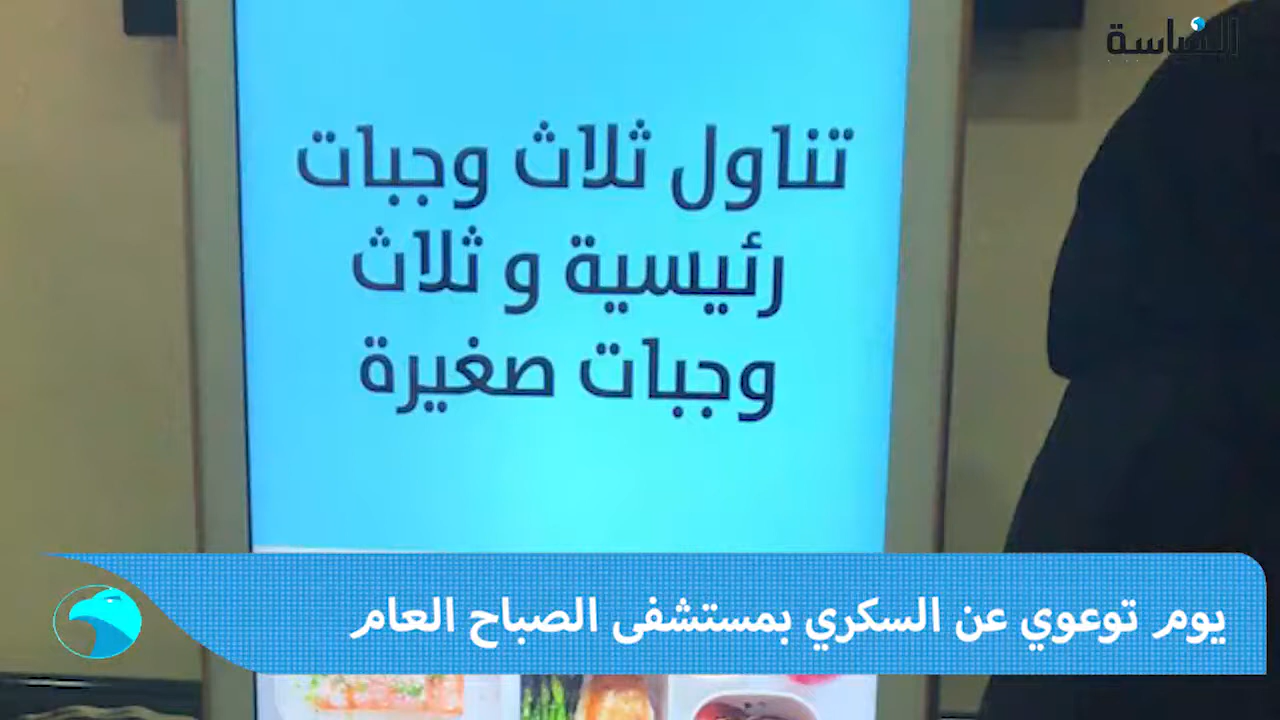 السياسة
تناول ثلاث وجبات
رئيسية و ثلاث
وجبات صغيرة
يوم توعوي عن السكري بمستشفى الصباح العام